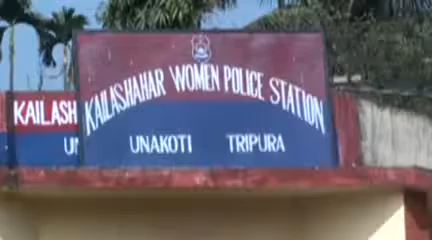 KAILASHAHAR WOMEN POLICE STATION
UNAKOTI TRIPURA
KAILASH
U